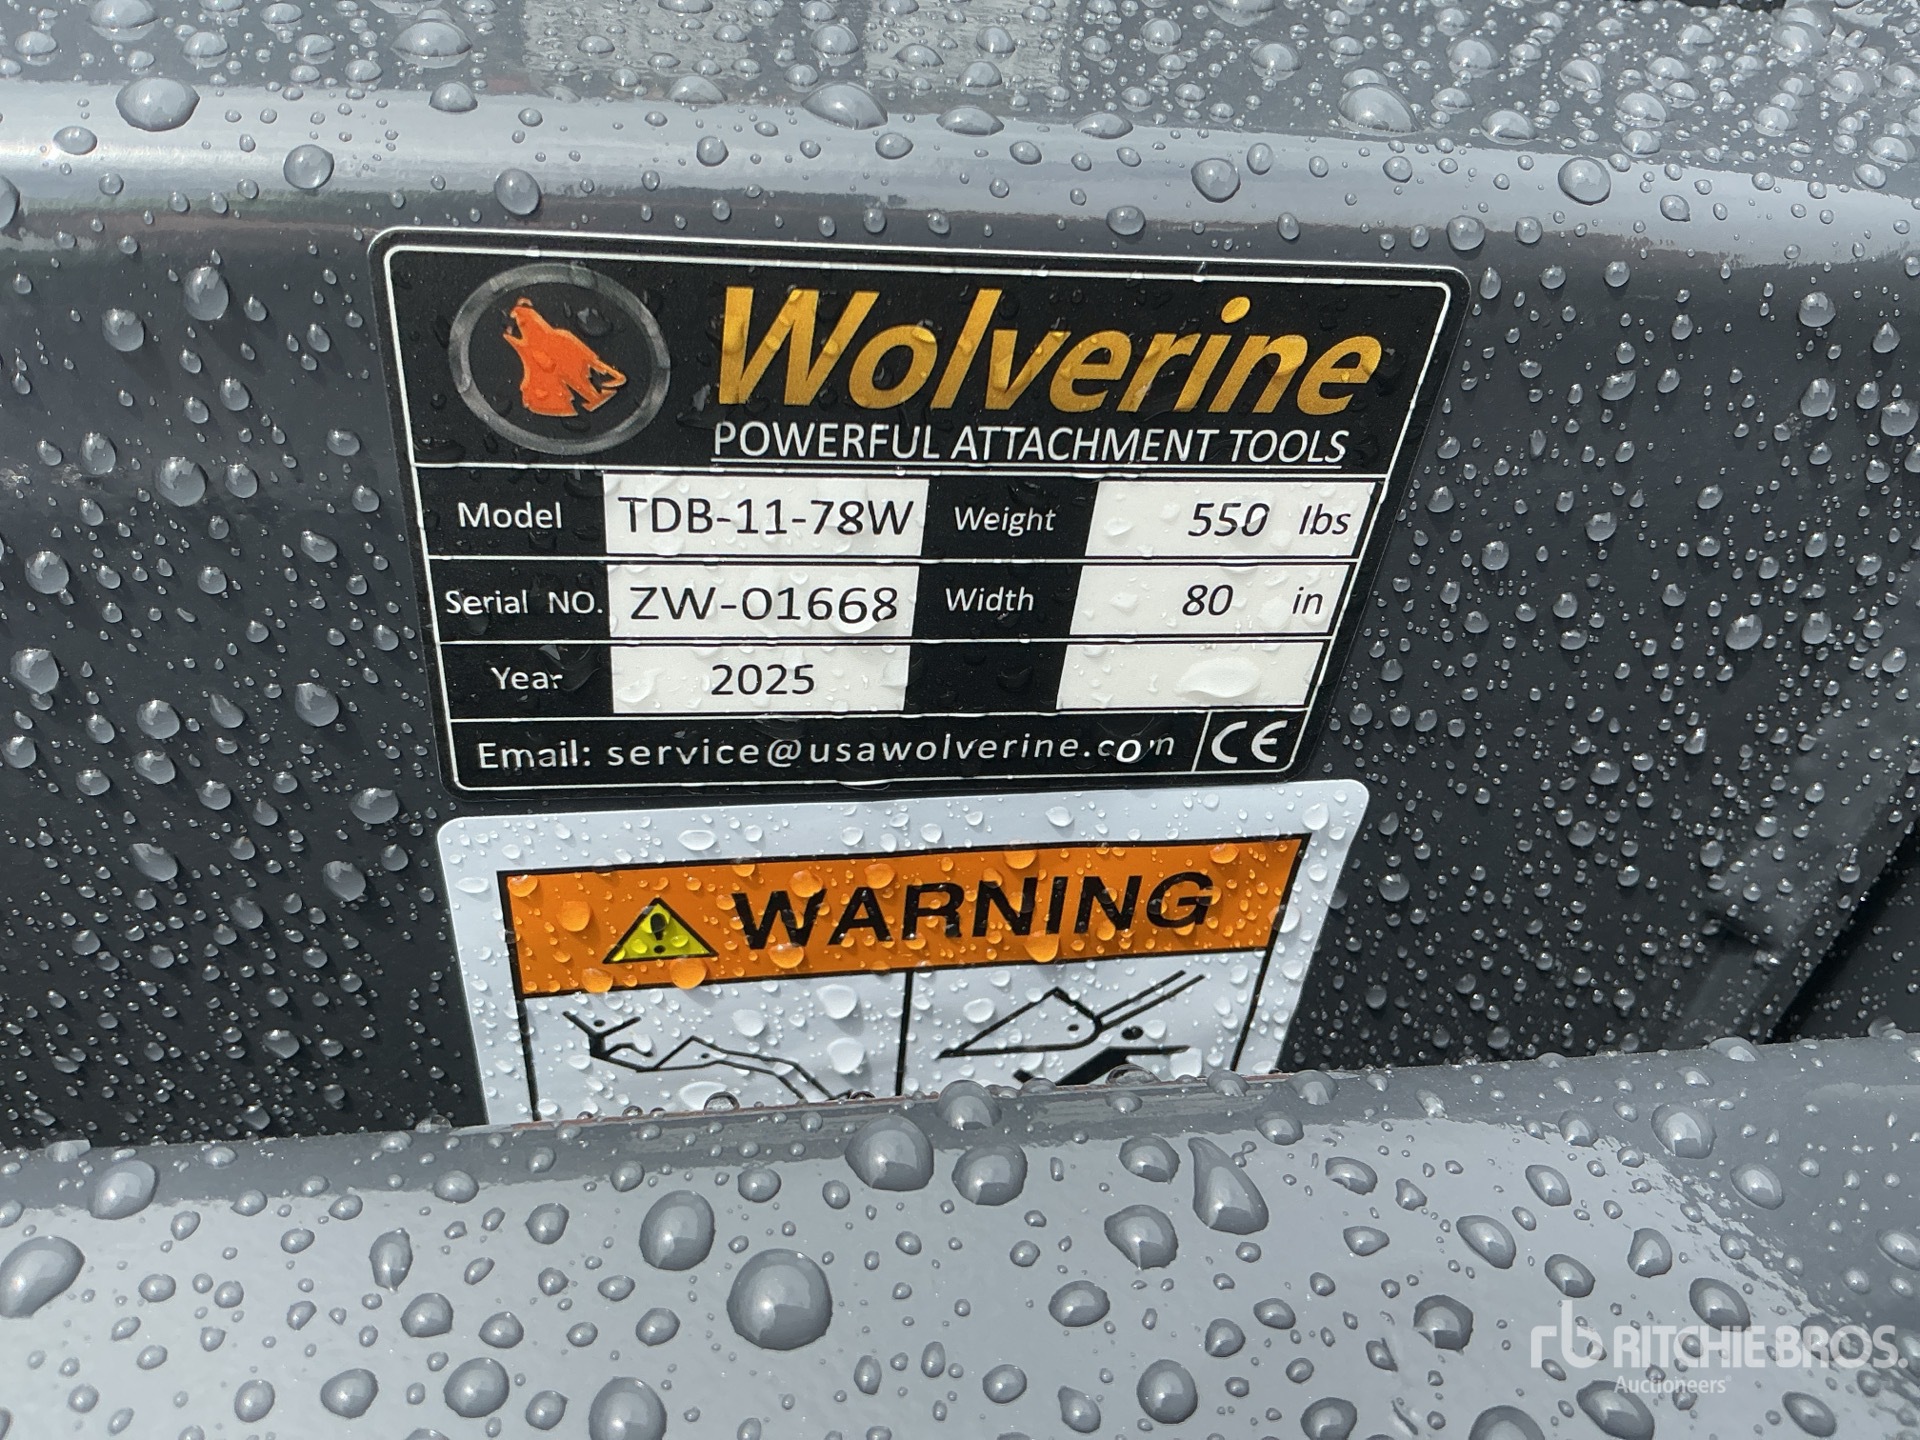 Wolverine
POWERFUL ATTACHMENT TOOLS
Model TDB-11-78W Weight 550 lbs
Serial NO. ZW-01668 Width 80 in
Year 2025
Email: service@usawolverine.com CE
WARNING
rb RITCHIE BROS.
Auctioneers